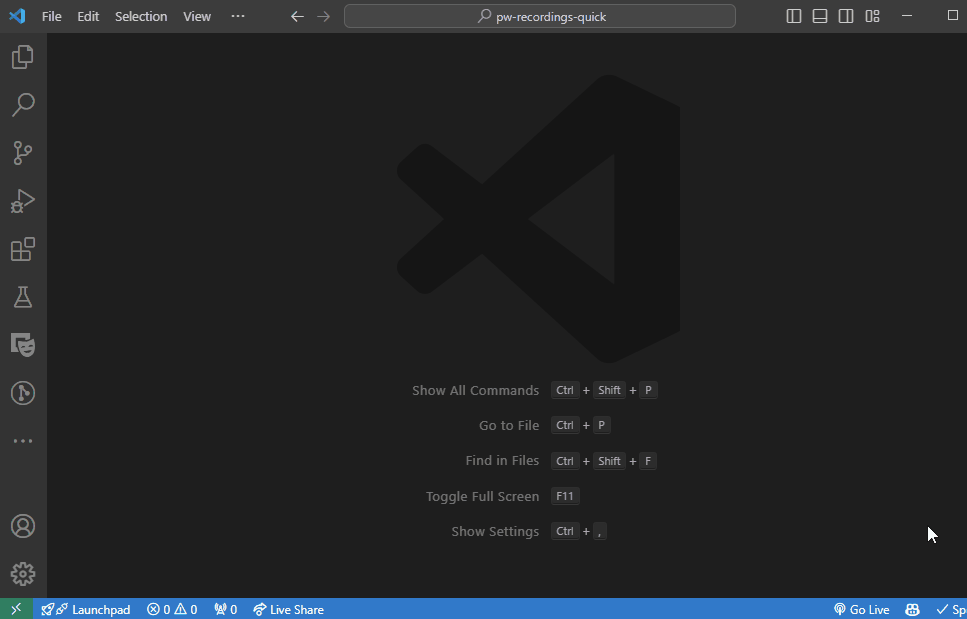 File Edit Selection View ··· pw-recordings-quick
Show All Commands Ctrl + Shift + P
Go to File Ctrl + P
Find in Files Ctrl + Shift + F
Toggle Full Screen F11
Show Settings Ctrl + ,
Launchpad 0 0 0 Live Share Go Live Sp